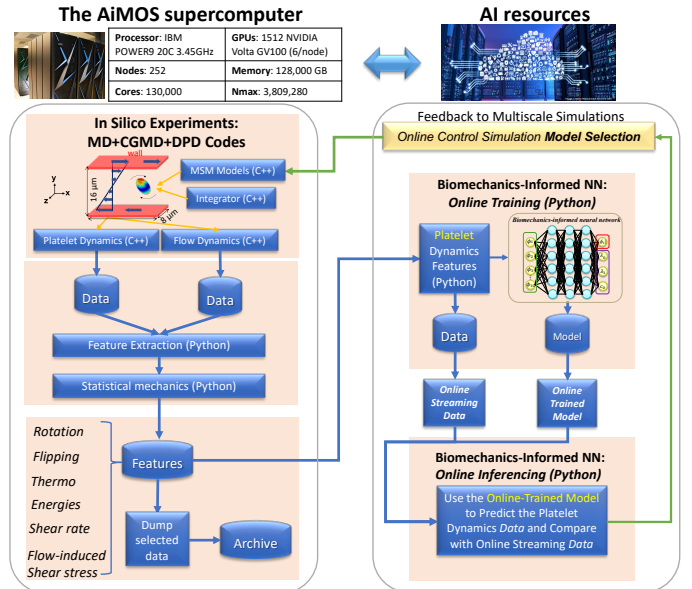 The AiMOS supercomputer
AI resources
Processor: IBM
POWER9 20C 3.45GHz
GPUs: 1512 NVIDIA
Volta GV100 (6/node)
Nodes: 252
Memory: 128,000 GB
Cores: 130,000
Nmax: 3,809,280
In Silico Experiments:
MD+CGMD+DPD Codes
wall
16 μm
8 μm
y
x
z
MSM Models (C++)
Integrator (C++)
Platelet Dynamics (C++)
Flow Dynamics (C++)
Data
Data
Feature Extraction (Python)
Statistical mechanics (Python)
Rotation
Flipping
Thermo
Energies
Shear rate
Flow-induced
Shear stress
Features
Dump
selected
data
Archive
Feedback to Multiscale Simulations
Online Control Simulation Model Selection
Biomechanics-Informed NN:
Online Training (Python)
Platelet
Dynamics
Features
(Python)
Biomechanics-informed neural network
Data
Model
Online
Streaming
Data
Online
Trained
Model
Biomechanics-Informed NN:
Online Inferencing (Python)
Use the Online-Trained Model
to Predict the Platelet
Dynamics Data and Compare
with Online Streaming Data